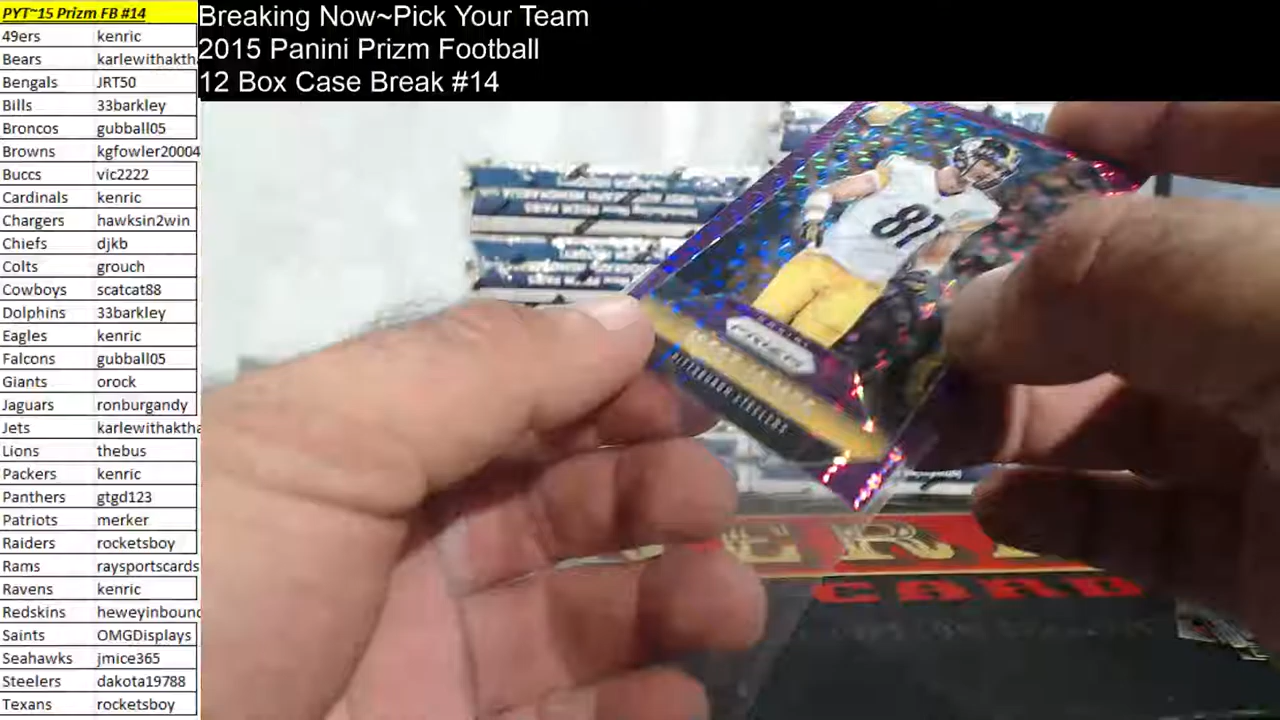 PYT~15 Prizm FB #14
49ers kenric
Bears karlewithakth
Bengals JRT50
Bills 33barkley
Broncos gubball05
Browns kgfowler20004
Buccs vic2222
Cardinals kenric
Chargers hawksin2win
Chiefs djkb
Colts grouch
Cowboys scatcat88
Dolphins 33barkley
Eagles kenric
Falcons gubball05
Giants orock
Jaguars ronburgandy
Jets karlewithaktha
Lions thebus
Packers kenric
Panthers gtgd123
Patriots merker
Raiders rocketsboy
Rams raysportscards
Ravens kenric
Redskins heweyinbound
Saints OMGDisplays
Seahawks jmice365
Steelers dakota19788
Texans rocketsboy
Breaking Now~Pick Your Team
2015 Panini Prizm Football
12 Box Case Break #14
81
PANINI
PRIZM
PITTSBURGH STEELERS
CARD